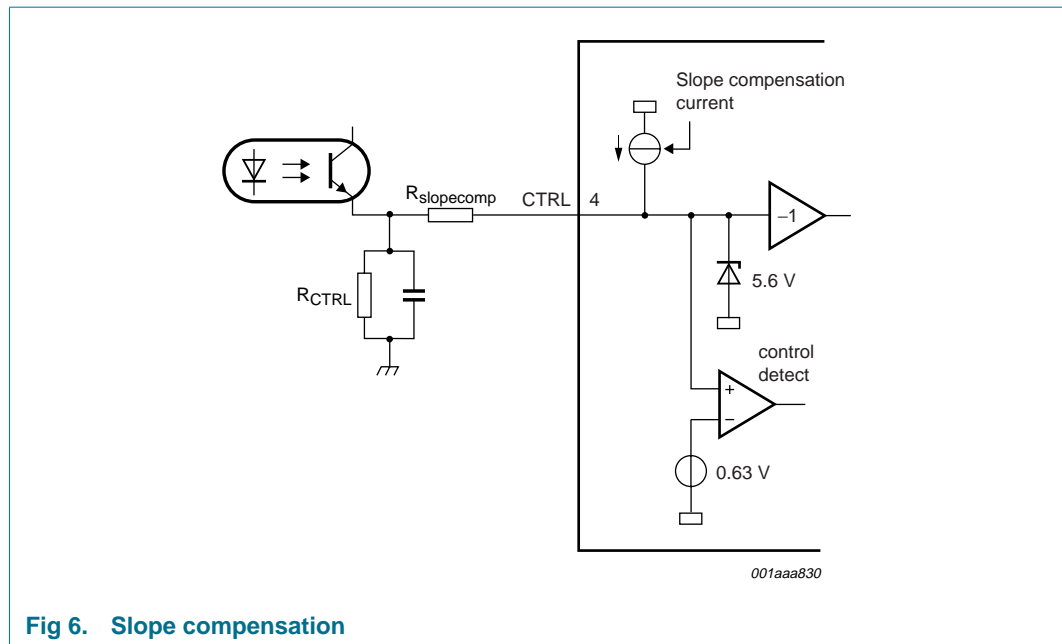 Slope compensation
current
Rslopecomp
CTRL 4
–1
RCTRL
5.6 V
control
detect
+
–
0.63 V
001aaa830
Fig 6. Slope compensation